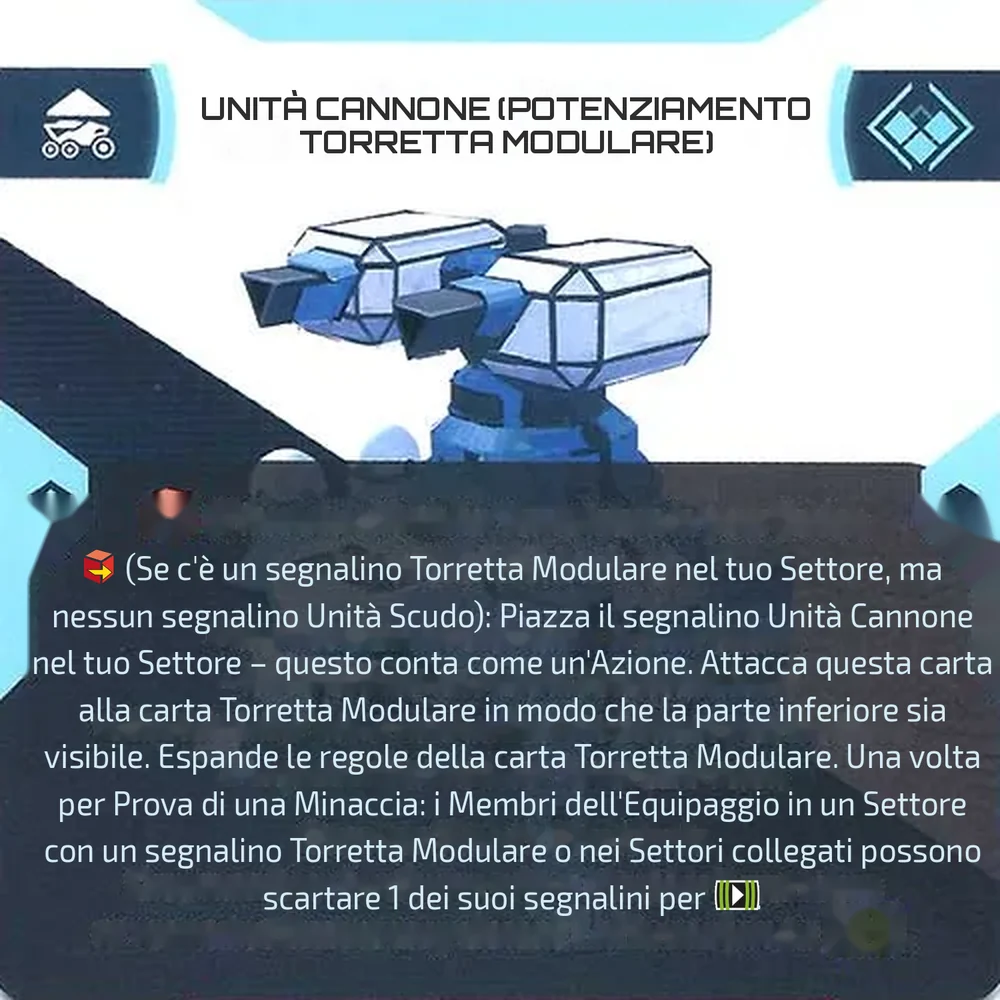 UNITÀ CANNONE (POTENZIAMENTO
TORRETTA MODULARE)
(Se c'è un segnalino Torretta Modulare nel tuo Settore, ma
nessun segnalino Unità Scudo): Piazza il segnalino Unità Cannone
nel tuo Settore – questo conta come un'Azione. Attacca questa carta
alla carta Torretta Modulare in modo che la parte inferiore sia
visibile. Espande le regole della carta Torretta Modulare. Una volta
per Prova di una Minaccia: i Membri dell'Equipaggio in un Settore
con un segnalino Torretta Modulare o nei Settori collegati possono
scartare 1 dei suoi segnalini per